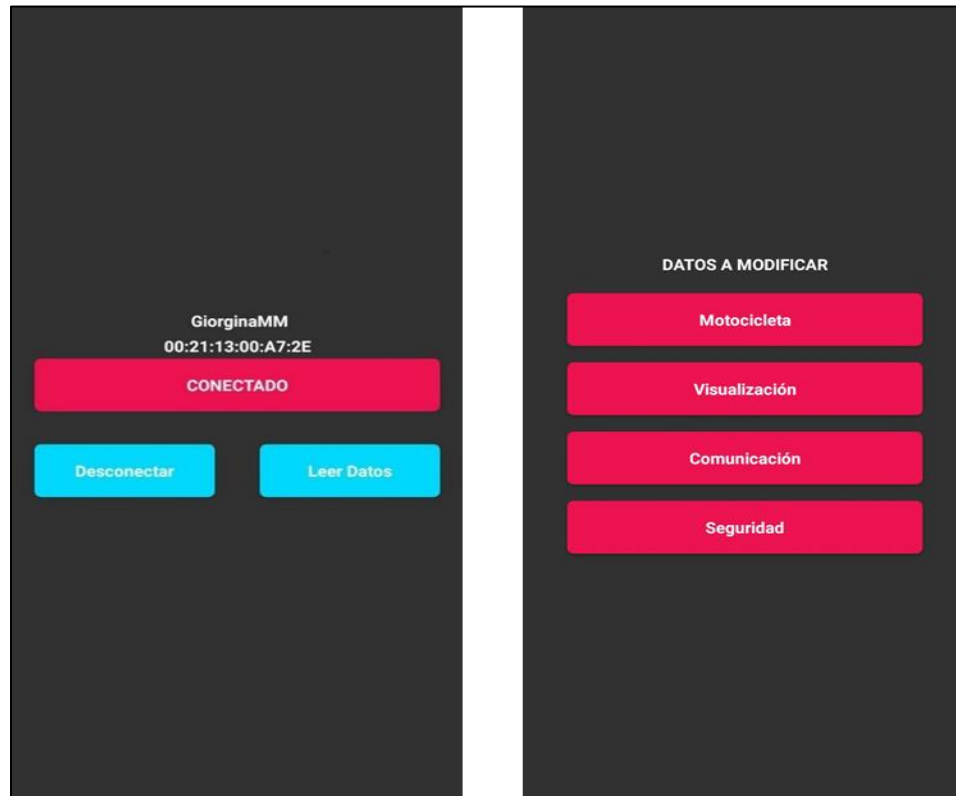 GiorginaMM
00:21:13:00:A7:2E
CONECTADO
Desconectar
Leer Datos
DATOS A MODIFICAR
Motocicleta
Visualización
Comunicación
Seguridad